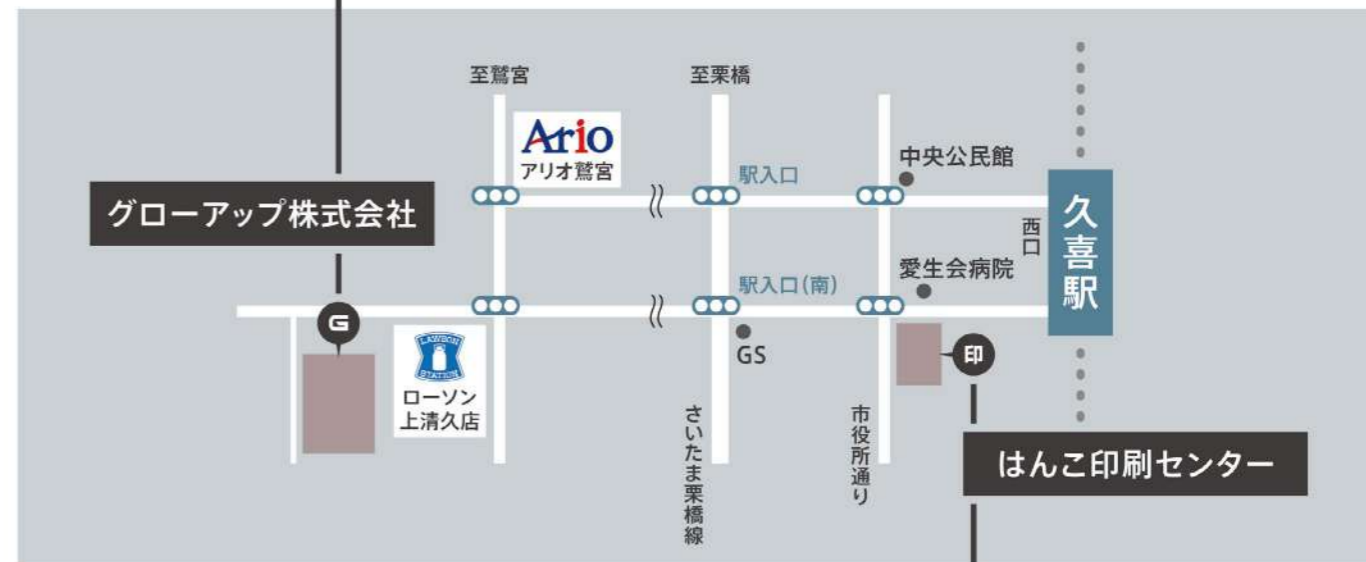 至鷲宮
至栗橋
Ario
アリオ鷲宮
駅入口
中央公民館
グローアップ株式会社
西口
久喜駅
愛生会病院
駅入口(南)
G
LAWSON
STATION
ローソン
上清久店
GS
印
さいたま栗橋線
市役所通り
はんこ印刷センター